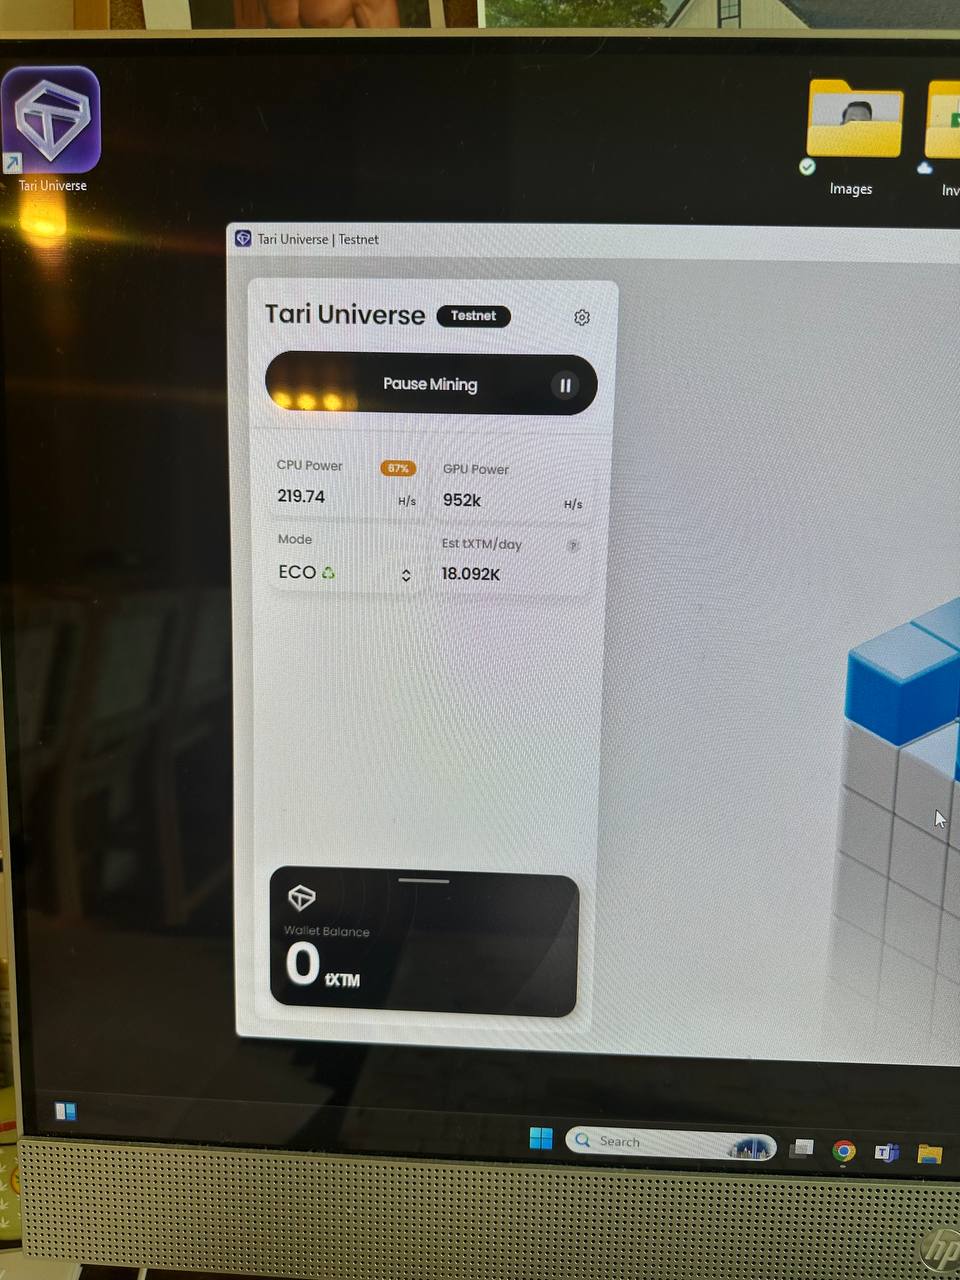 Tari Universe
Images
Inv
Tari Universe | Testnet
Tari Universe Testnet
Pause Mining
CPU Power 67% GPU Power
219.74 H/s 952k H/s
Mode Est tXTM/day ?
ECO 18.092K
Wallet Balance
0 tXTM
Search
hp